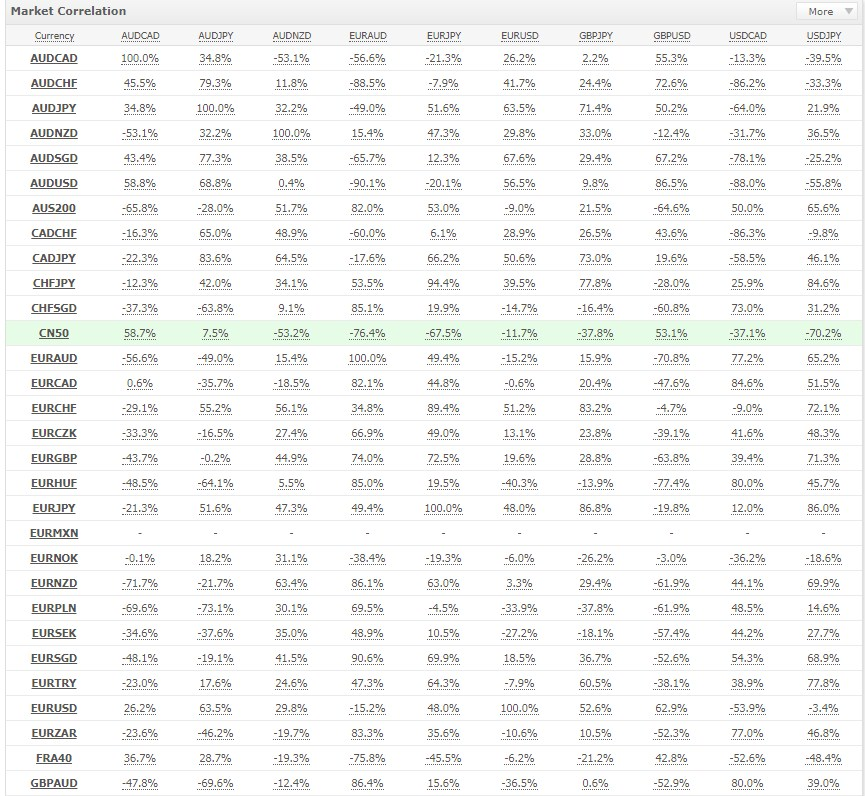 Market Correlation More
Currency AUDCAD AUDJPY AUDNZD EURAUD EURJPY EURUSD GBPJPY GBPUSD USDCAD USDJPY
AUDCAD 100.0% 34.8% -53.1% -56.6% -21.3% 26.2% 2.2% 55.3% -13.3% -39.5%
AUDCHF 45.5% 79.3% 11.8% -88.5% -7.9% 41.7% 24.4% 72.6% -86.2% -33.3%
AUDJPY 34.8% 100.0% 32.2% -49.0% 51.6% 63.5% 71.4% 50.2% -64.0% 21.9%
AUDNZD -53.1% 32.2% 100.0% 15.4% 47.3% 29.8% 33.0% -12.4% -31.7% 36.5%
AUDSGD 43.4% 77.3% 38.5% -65.7% 12.3% 67.6% 29.4% 67.2% -78.1% -25.2%
AUDUSD 58.8% 68.8% 0.4% -90.1% -20.1% 56.5% 9.8% 86.5% -88.0% -55.8%
AUS200 -65.8% -28.0% 51.7% 82.0% 53.0% -9.0% 21.5% -64.6% 50.0% 65.6%
CADCHF -16.3% 65.0% 48.9% -60.0% 6.1% 28.9% 26.5% 43.6% -86.3% -9.8%
CADJPY -22.3% 83.6% 64.5% -17.6% 66.2% 50.6% 73.0% 19.6% -58.5% 46.1%
CHFJPY -12.3% 42.0% 34.1% 53.5% 94.4% 39.5% 77.8% -28.0% 25.9% 84.6%
CHFSGD -37.3% -63.8% 9.1% 85.1% 19.9% -14.7% -16.4% -60.8% 73.0% 31.2%
CN50 58.7% 7.5% -53.2% -76.4% -67.5% -11.7% -37.8% 53.1% -37.1% -70.2%
EURAUD -56.6% -49.0% 15.4% 100.0% 49.4% -15.2% 15.9% -70.8% 77.2% 65.2%
EURCAD 0.6% -35.7% -18.5% 82.1% 44.8% -0.6% 20.4% -47.6% 84.6% 51.5%
EURCHF -29.1% 55.2% 56.1% 34.8% 89.4% 51.2% 83.2% -4.7% -9.0% 72.1%
EURCZK -33.3% -16.5% 27.4% 66.9% 49.0% 13.1% 23.8% -39.1% 41.6% 48.3%
EURGBP -43.7% -0.2% 44.9% 74.0% 72.5% 19.6% 28.8% -63.8% 39.4% 71.3%
EURHUF -48.5% -64.1% 5.5% 85.0% 19.5% -40.3% -13.9% -77.4% 80.0% 45.7%
EURJPY -21.3% 51.6% 47.3% 49.4% 100.0% 48.0% 86.8% -19.8% 12.0% 86.0%
EURMXN - - - - - - - - - -
EURNOK -0.1% 18.2% 31.1% -38.4% -19.3% -6.0% -26.2% -3.0% -36.2% -18.6%
EURNZD -71.7% -21.7% 63.4% 86.1% 63.0% 3.3% 29.4% -61.9% 44.1% 69.9%
EURPLN -69.6% -73.1% 30.1% 69.5% -4.5% -33.9% -37.8% -61.9% 48.5% 14.6%
EURSEK -34.6% -37.6% 35.0% 48.9% 10.5% -27.2% -18.1% -57.4% 44.2% 27.7%
EURSGD -48.1% -19.1% 41.5% 90.6% 69.9% 18.5% 36.7% -52.6% 54.3% 68.9%
EURTRY -23.0% 17.6% 24.6% 47.3% 64.3% -7.9% 60.5% -38.1% 38.9% 77.8%
EURUSD 26.2% 63.5% 29.8% -15.2% 48.0% 100.0% 52.6% 62.9% -53.9% -3.4%
EURZAR -23.6% -46.2% -19.7% 83.3% 35.6% -10.6% 10.5% -52.3% 77.0% 46.8%
FRA40 36.7% 28.7% -19.3% -75.8% -45.5% -6.2% -21.2% 42.8% -52.6% -48.4%
GBPAUD -47.8% -69.6% -12.4% 86.4% 15.6% -36.5% 0.6% -52.9% 80.0% 39.0%